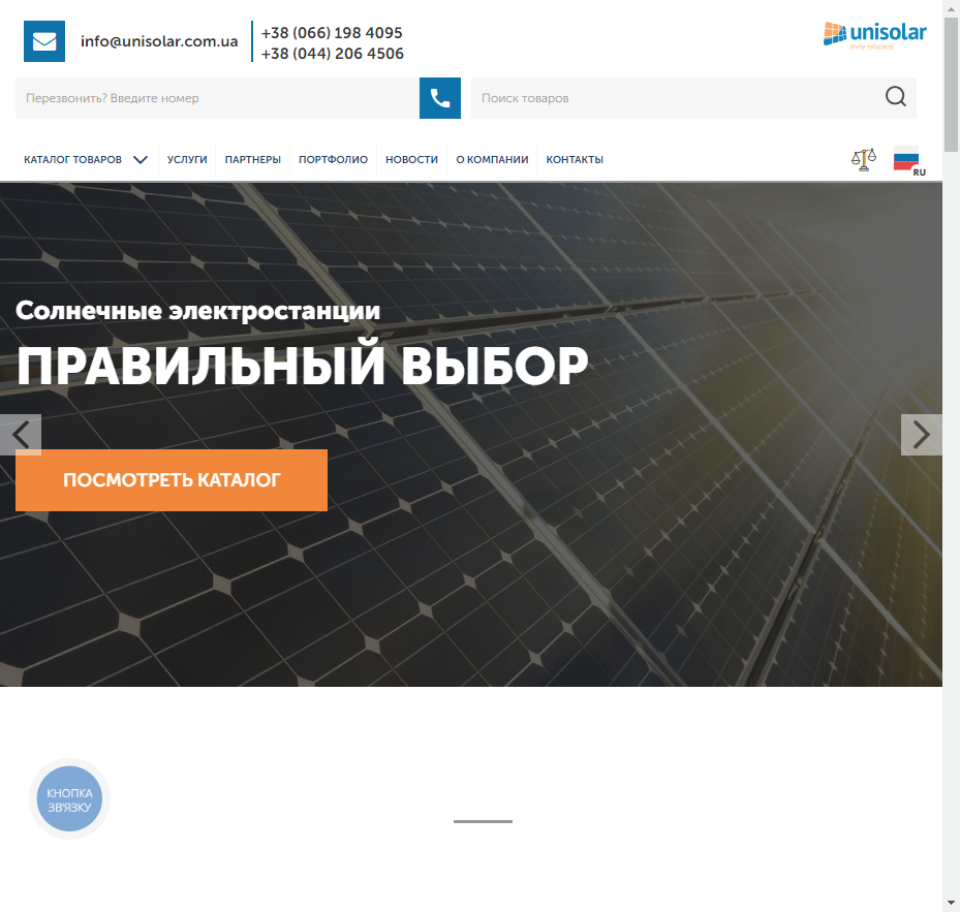 info@unisolar.com.ua
+38 (066) 198 4095
+38 (044) 206 4506
unisolar
shiny solutions
Перезвонить? Введите номер
Поиск товаров
КАТАЛОГ ТОВАРОВ
УСЛУГИ
ПАРТНЕРЫ
ПОРТФОЛИО
НОВОСТИ
О КОМПАНИИ
КОНТАКТЫ
RU
Солнечные электростанции
ПРАВИЛЬНЫЙ ВЫБОР
ПОСМОТРЕТЬ КАТАЛОГ
КНОПКА
ЗВ'ЯЗКУ